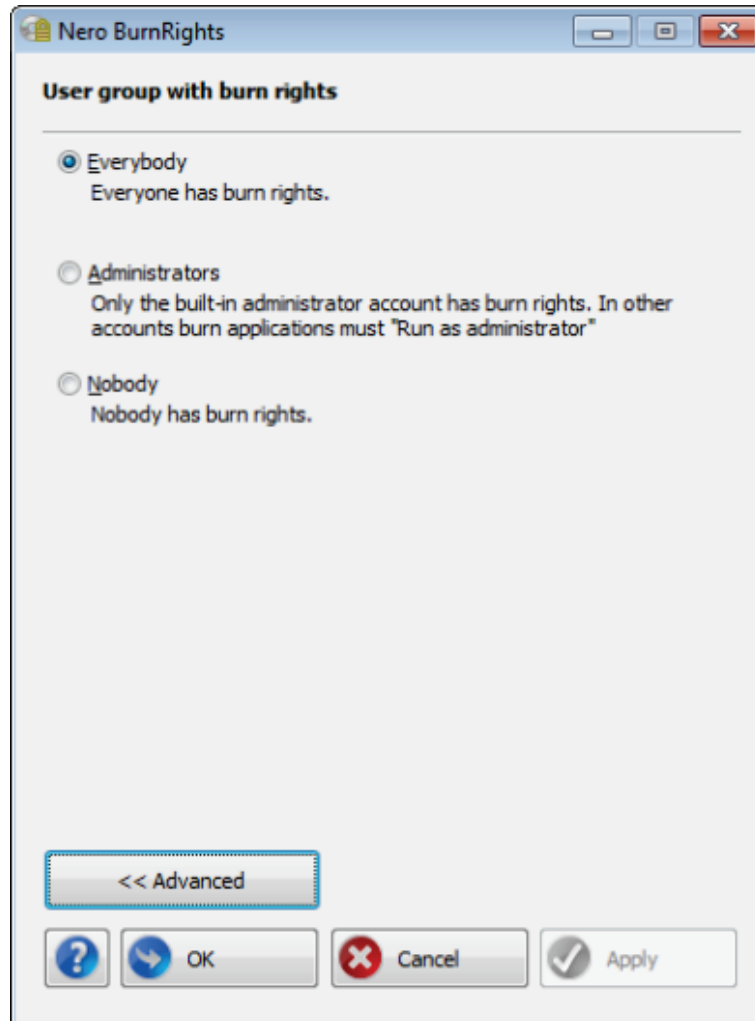 Nero BurnRights
User group with burn rights
Everybody
Everyone has burn rights.
Administrators
Only the built-in administrator account has burn rights. In other
accounts burn applications must "Run as administrator"
Nobody
Nobody has burn rights.
<< Advanced
? OK Cancel Apply